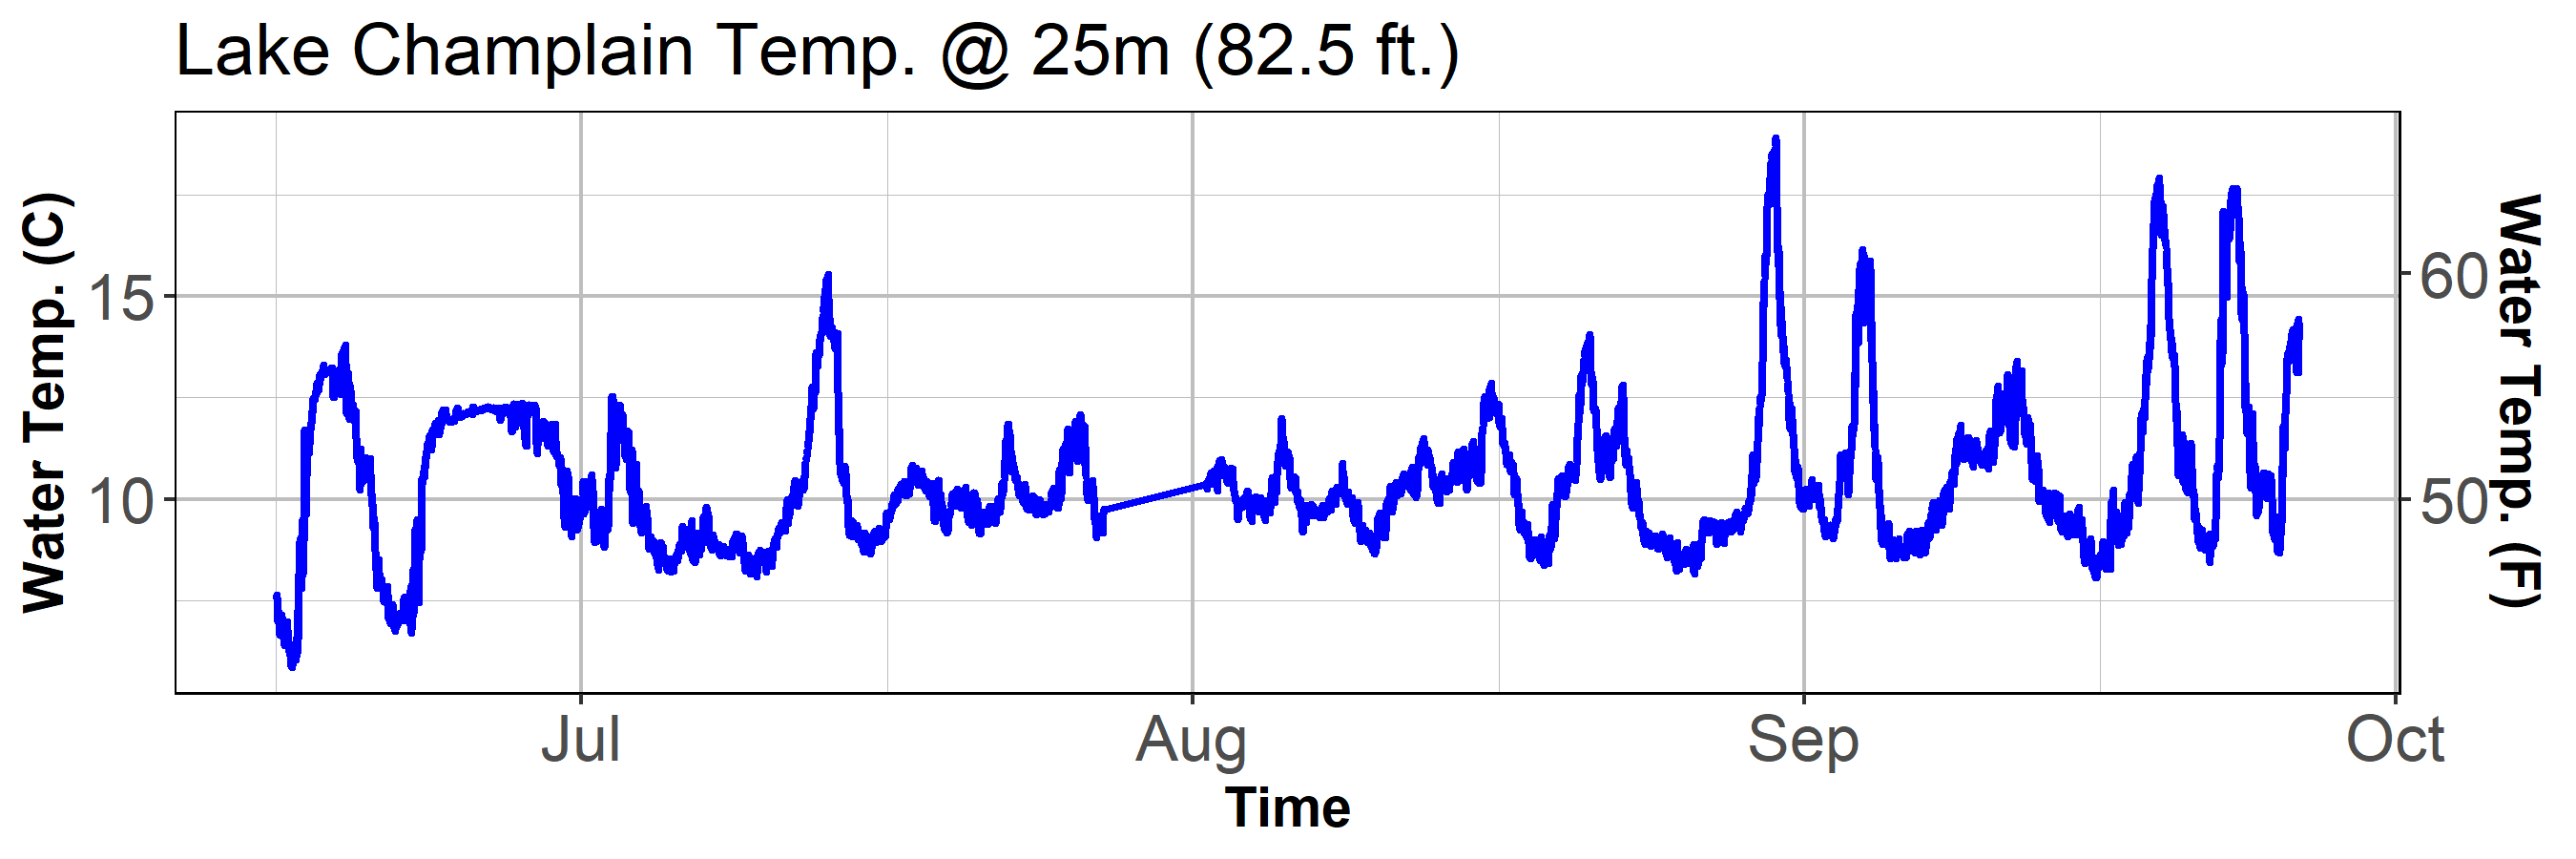 Lake Champlain Temp. @ 25m (82.5 ft.)
Water Temp. (C)
15
10
60
50
Water Temp. (F)
Jul Aug Sep Oct
Time